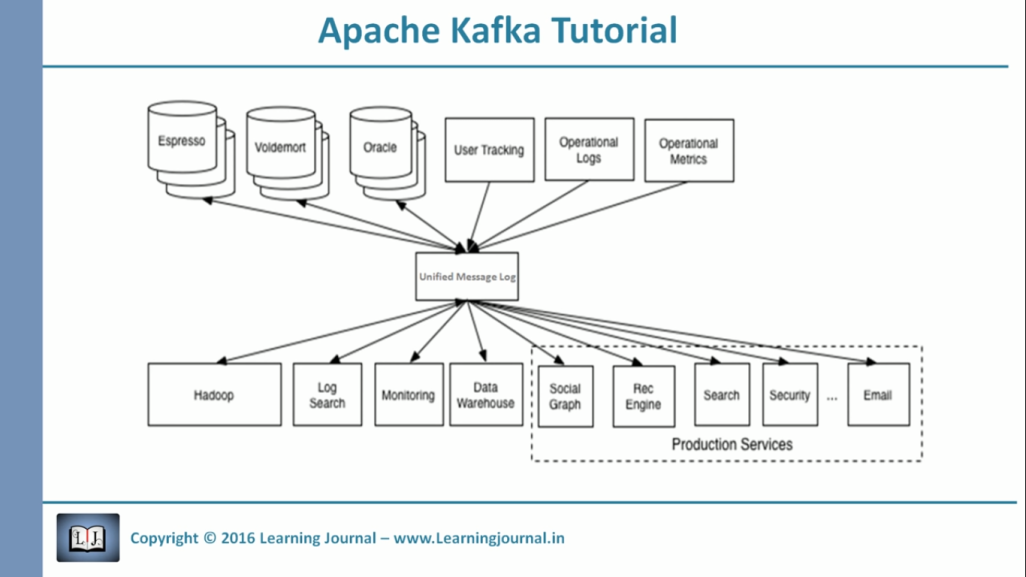 Apache Kafka Tutorial
Espresso
Voldemort
Oracle
User Tracking
Operational
Logs
Operational
Metrics
Unified Message Log
Hadoop
Log
Search
Monitoring
Data
Warehouse
Social
Graph
Rec
Engine
Search
Security
...
Email
Production Services
LJ
Copyright © 2016 Learning Journal – www.Learningjournal.in